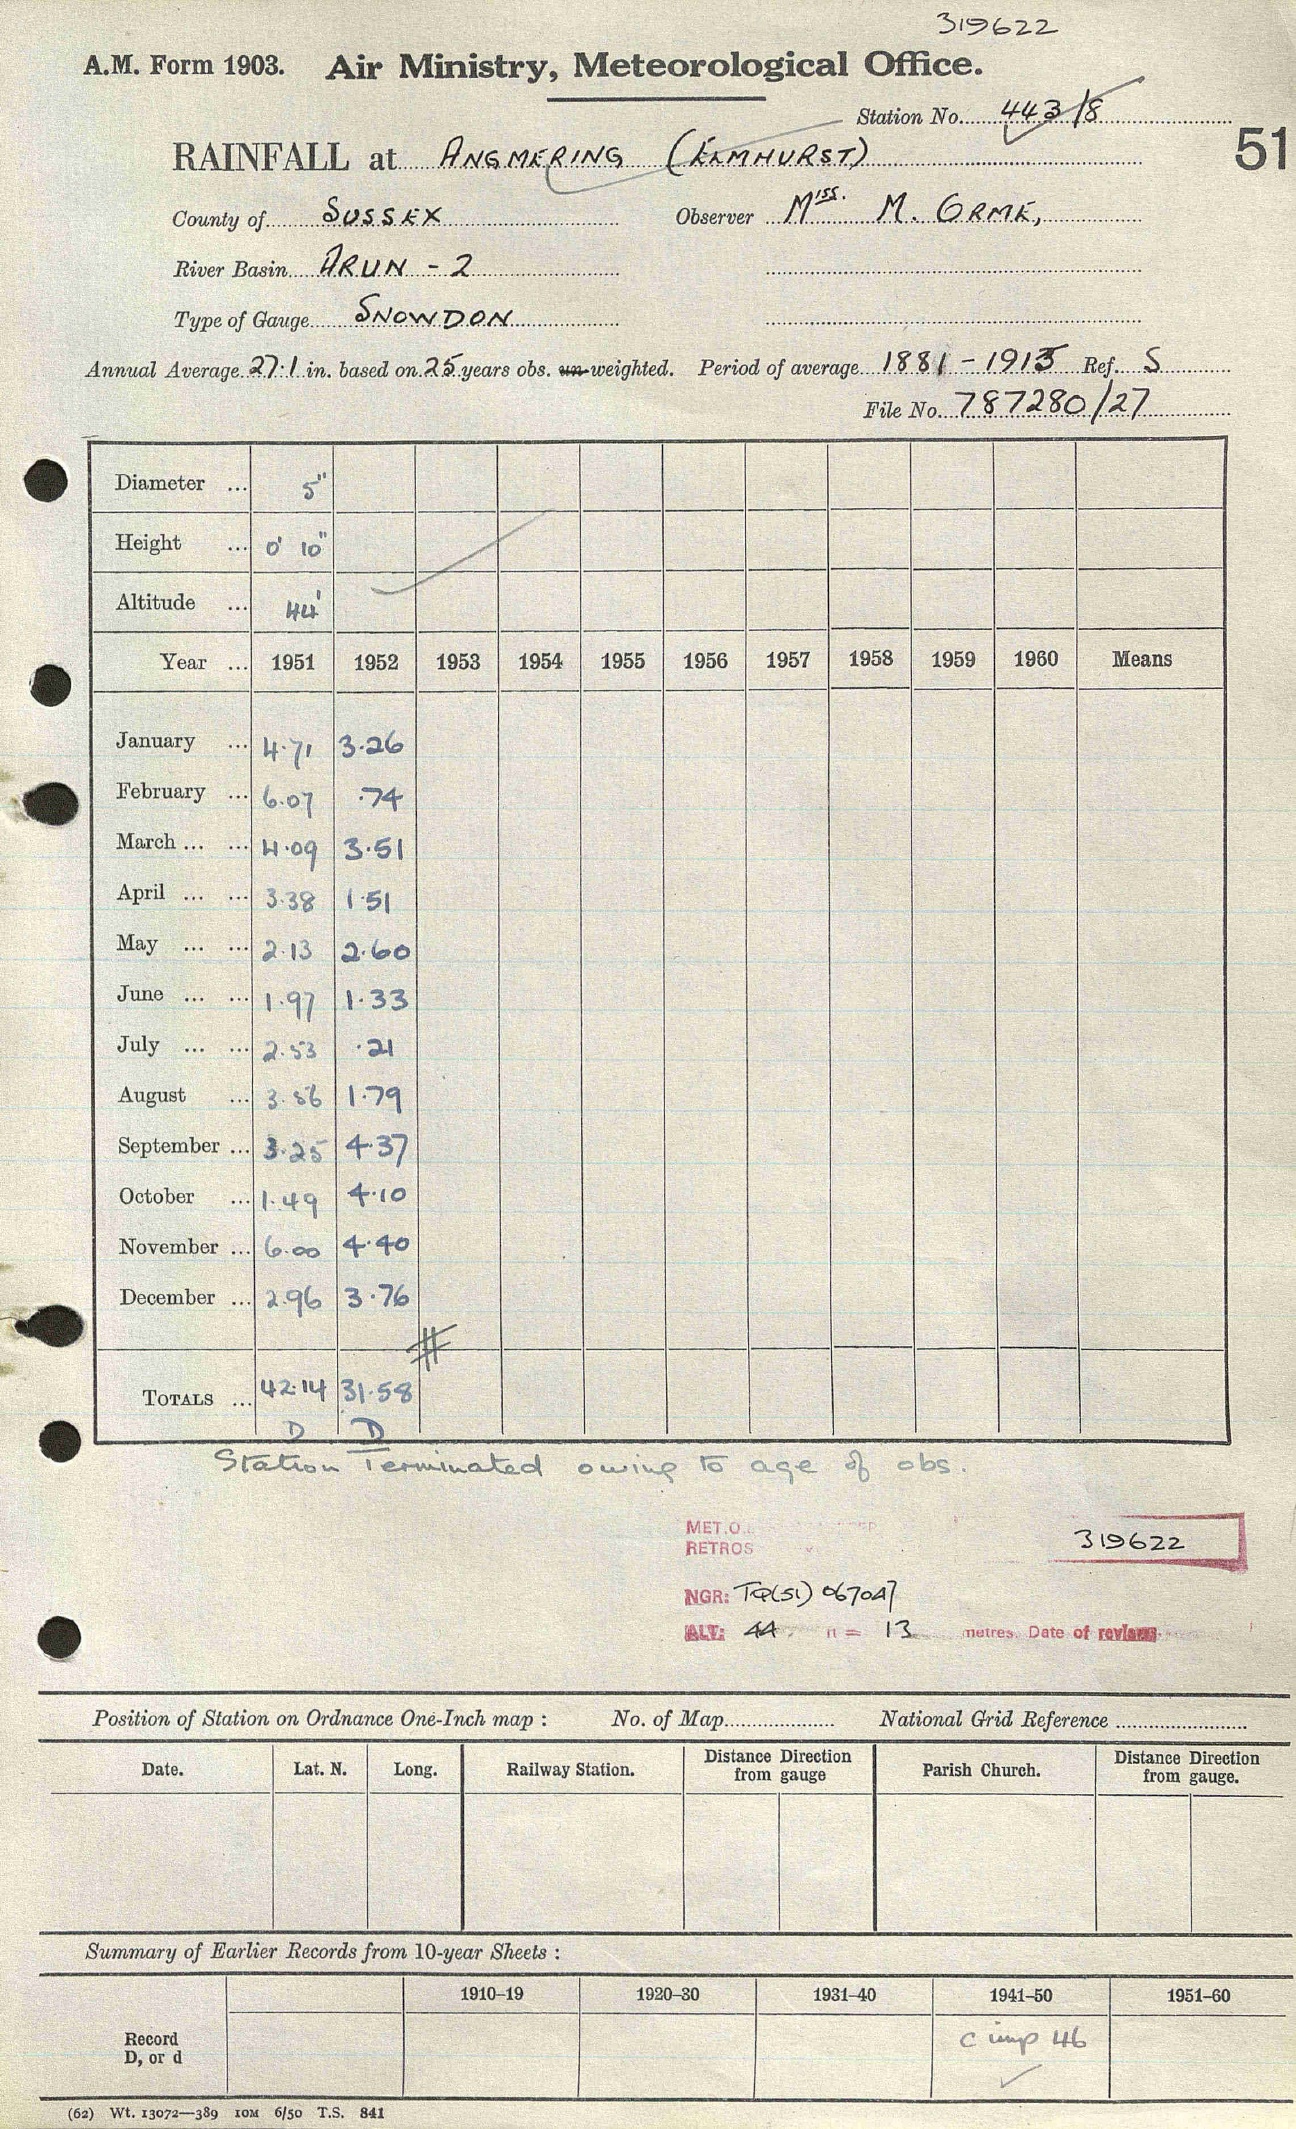 319622
A.M. Form 1903. Air Ministry, Meteorological Office.
Station No. 443/8
51
RAINFALL at ANGMERING (ELMHURST)
County of SUSSEX Observer Miss. M. ORME,
River Basin ARUN - 2
Type of Gauge SNOWDON
Annual Average 27.1 in. based on 25 years obs. un-weighted. Period of average 1881 - 1915 Ref. S
File No. 787280/27
Diameter ... 5"
Height ... 0' 10"
Altitude ... 44'
Year ... 1951 1952 1953 1954 1955 1956 1957 1958 1959 1960 Means
January ... 4.71 3.26
February ... 6.07 .74
March ... ... 4.09 3.51
April ... ... 3.38 1.51
May ... ... 2.13 2.60
June ... ... 1.97 1.33
July ... ... 2.53 .21
August ... 3.56 1.79
September ... 3.25 4.37
October ... 1.49 4.10
November ... 6.00 4.40
December ... 2.96 3.76
TOTALS ... 42.14 31.58
D D
Station Terminated owing to age of obs.
MET.O.
RETROS
319622
NGR: TQ(51) 067047
ALT: 44 ft = 13 metres. Date of
Position of Station on Ordnance One-Inch map : No. of Map National Grid Reference
Date. Lat. N. Long. Railway Station. Distance Direction from gauge Parish Church. Distance Direction from gauge.
Summary of Earlier Records from 10-year Sheets :
1910–19 1920–30 1931–40 1941–50 1951–60
Record D, or d
c imp 46
(62) Wt. 13072—389 10M 6/50 T.S. 841